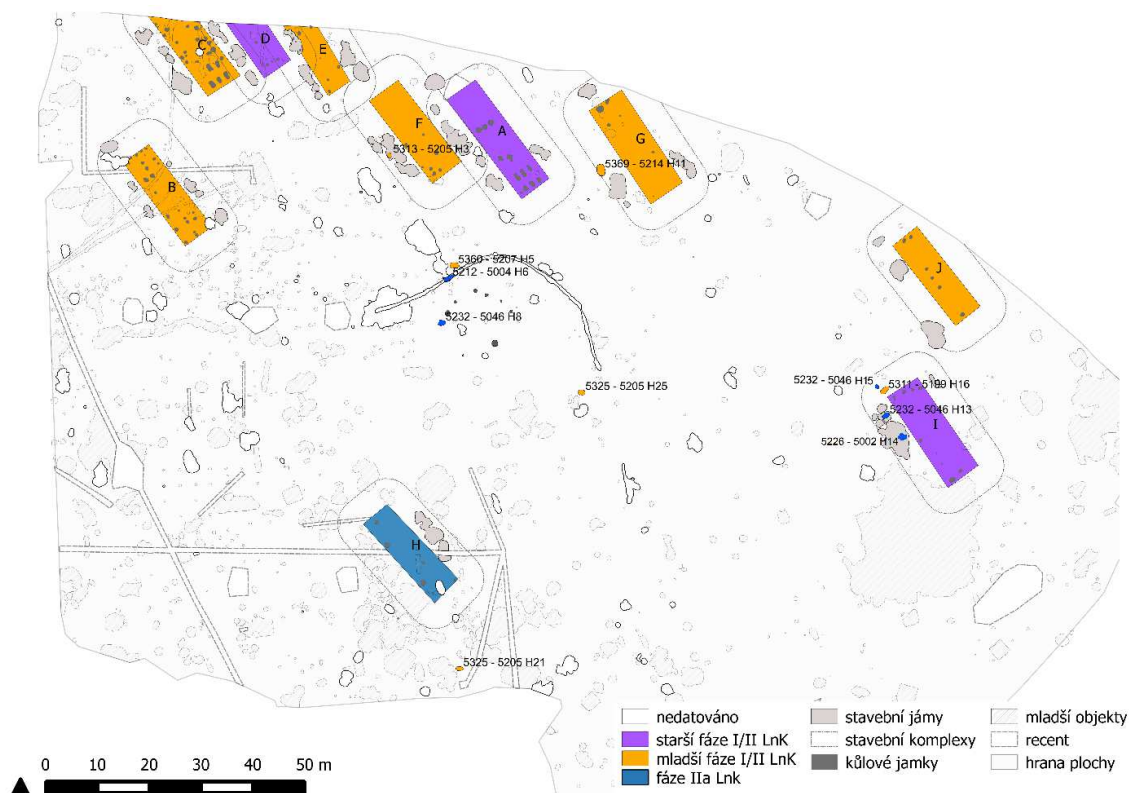 C
D
E
F
A
G
5313 - 5205 H3
5369 - 5214 H41
B
5360 - 5207 H5
5212 - 5004 H6
J
5232 - 5046 H8
5232 - 5046 H15
5311 - 5199 H16
5325 - 5205 H25
5232 - 5046 H13
I
5226 - 5002 H14
H
5325 - 5205 H21
nedatováno
starší fáze I/II LnK
mladší fáze I/II LnK
fáze IIa Lnk
stavební jámy
stavební komplexy
kůlové jamky
mladší objekty
recent
hrana plochy
0 10 20 30 40 50 m